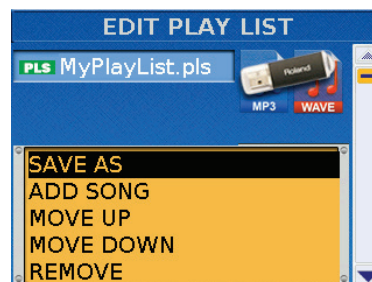 EDIT PLAY LIST
PLS MyPlayList.pls
Roland
MP3 WAVE
SAVE AS
ADD SONG
MOVE UP
MOVE DOWN
REMOVE